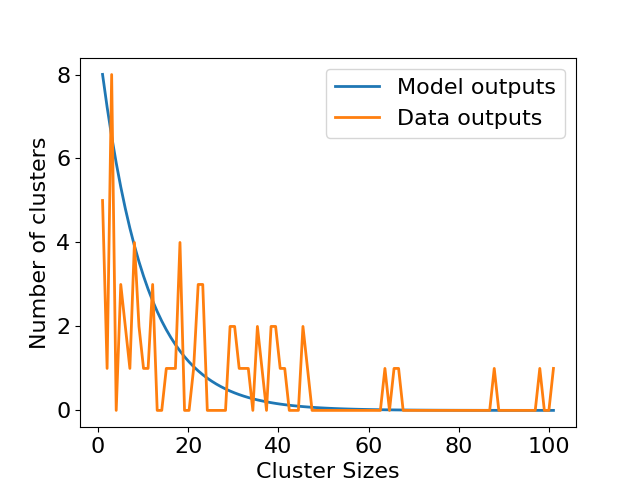 Model outputs
Data outputs
8
6
4
2
0
Number of clusters
0 20 40 60 80 100
Cluster Sizes